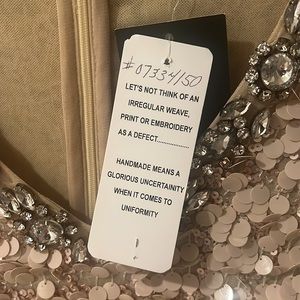 #07334150
LET'S NOT THINK OF AN
IRREGULAR WEAVE,
PRINT OR EMBROIDERY
AS A DEFECT..............
HANDMADE MEANS A
GLORIOUS UNCERTAINITY
WHEN IT COMES TO
UNIFORMITY